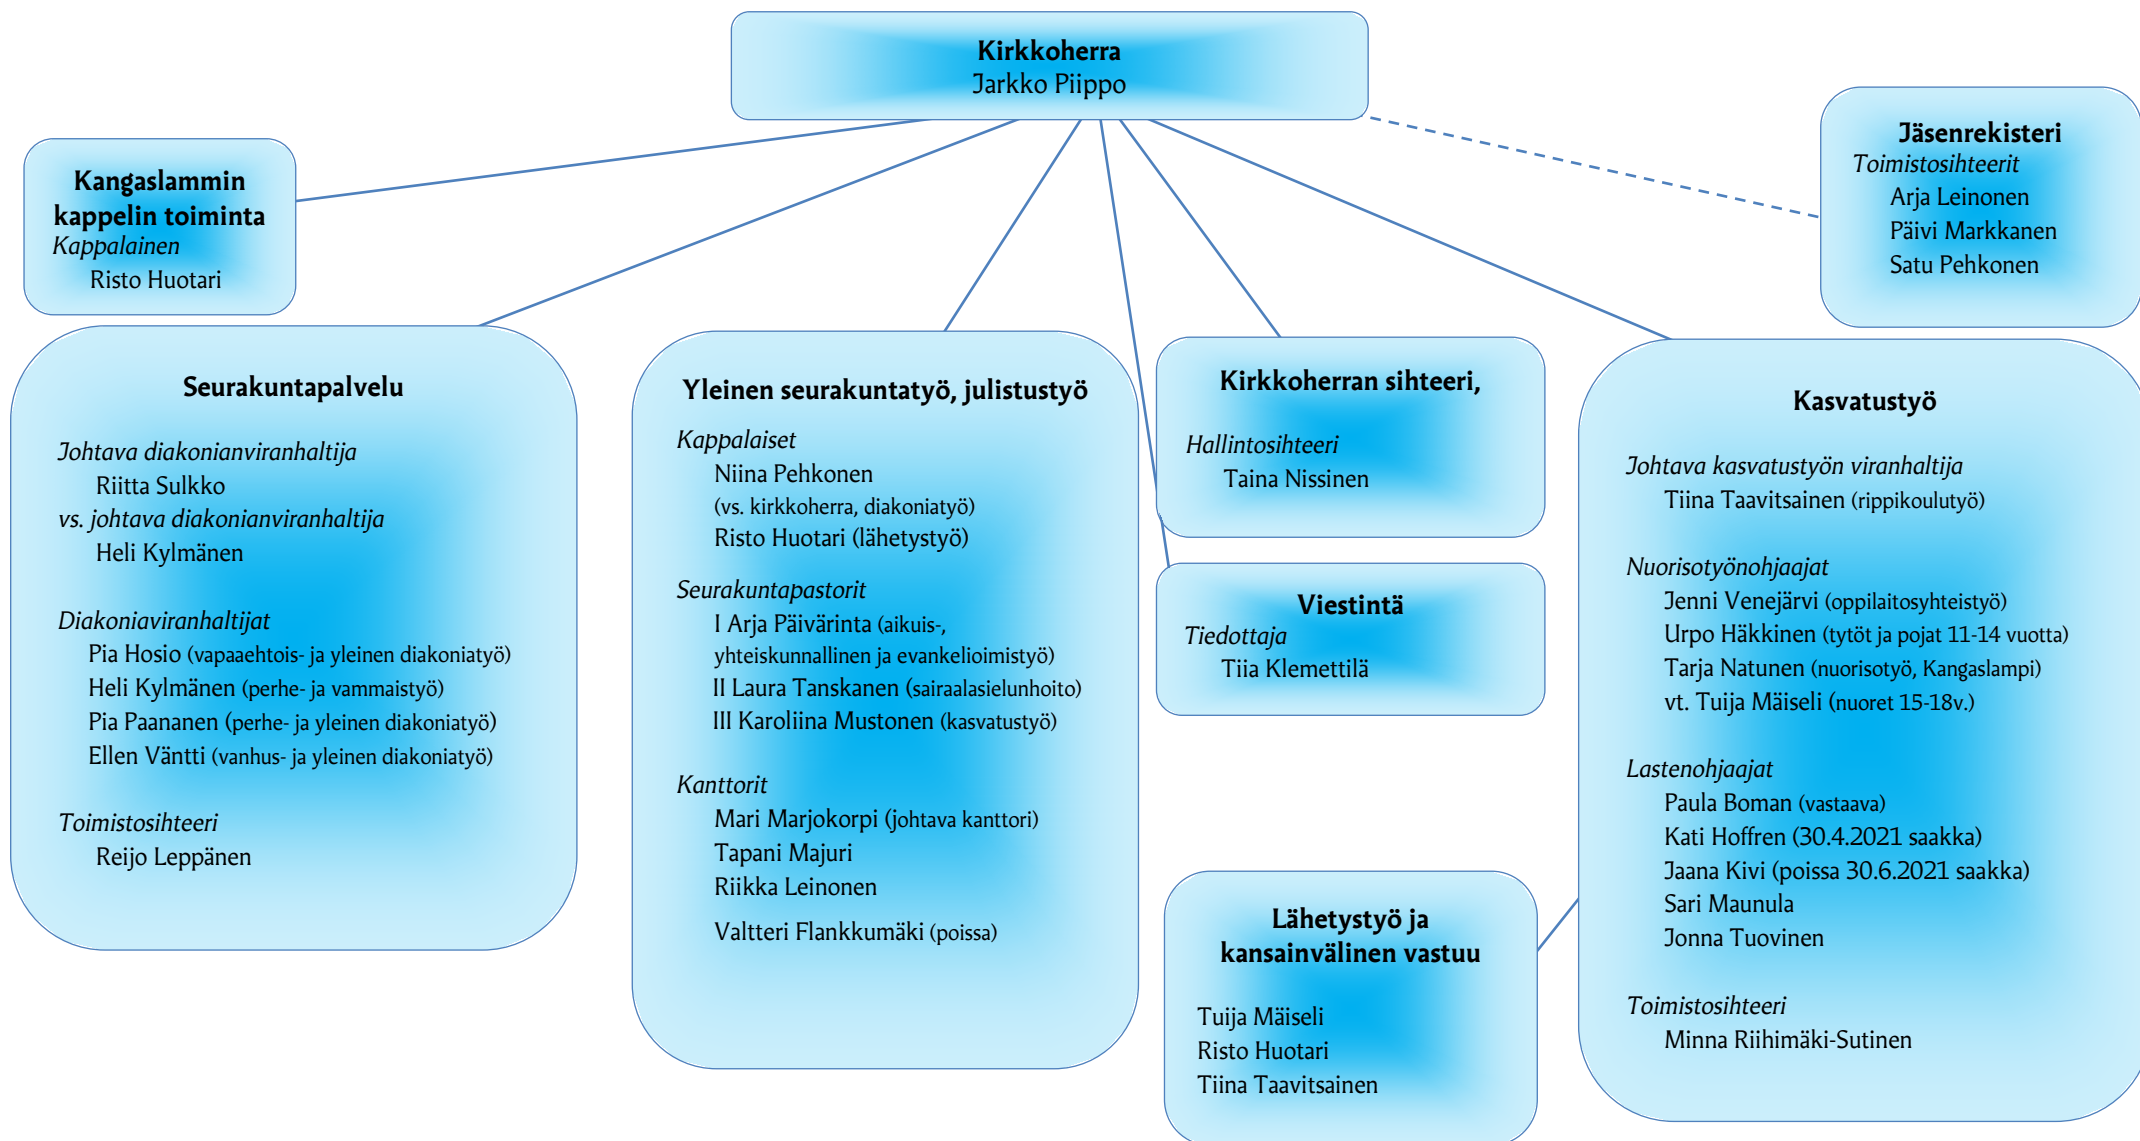 Kirkkoherra
Jarkko Piippo
Kangaslammin
kappelin toiminta
Kappalainen
Risto Huotari
Jäsenrekisteri
Toimistosihteerit
Arja Leinonen
Päivi Markkanen
Satu Pehkonen
Seurakuntapalvelu
Johtava diakonianviranhaltija
Riitta Sulkko
vs. johtava diakonianviranhaltija
Heli Kylmänen
Diakoniaviranhaltijat
Pia Hosio (vapaaehtois- ja yleinen diakoniatyö)
Heli Kylmänen (perhe- ja vammaistyö)
Pia Paananen (perhe- ja yleinen diakoniatyö)
Ellen Väntti (vanhus- ja yleinen diakoniatyö)
Toimistosihteeri
Reijo Leppänen
Yleinen seurakuntatyö, julistustyö
Kappalaiset
Niina Pehkonen
(vs. kirkkoherra, diakoniatyö)
Risto Huotari (lähetystyö)
Seurakuntapastorit
I Arja Päivärinta (aikuis-,
yhteiskunnallinen ja evankelioimistyö)
II Laura Tanskanen (sairaalasielunhoito)
III Karoliina Mustonen (kasvatustyö)
Kanttorit
Mari Marjokorpi (johtava kanttori)
Tapani Majuri
Riikka Leinonen
Valtteri Flankkumäki (poissa)
Kirkkoherran sihteeri,
Hallintosihteeri
Taina Nissinen
Viestintä
Tiedottaja
Tiia Klemettilä
Lähetystyö ja
kansainvälinen vastuu
Tuija Mäiseli
Risto Huotari
Tiina Taavitsainen
Kasvatustyö
Johtava kasvatustyön viranhaltija
Tiina Taavitsainen (rippikoulutyö)
Nuorisotyönohjaajat
Jenni Venejärvi (oppilaitosyhteistyö)
Urpo Häkkinen (tytöt ja pojat 11-14 vuotta)
Tarja Natunen (nuorisotyö, Kangaslampi)
vt. Tuija Mäiseli (nuoret 15-18v.)
Lastenohjaajat
Paula Boman (vastaava)
Kati Hoffren (30.4.2021 saakka)
Jaana Kivi (poissa 30.6.2021 saakka)
Sari Maunula
Jonna Tuovinen
Toimistosihteeri
Minna Riihimäki-Sutinen